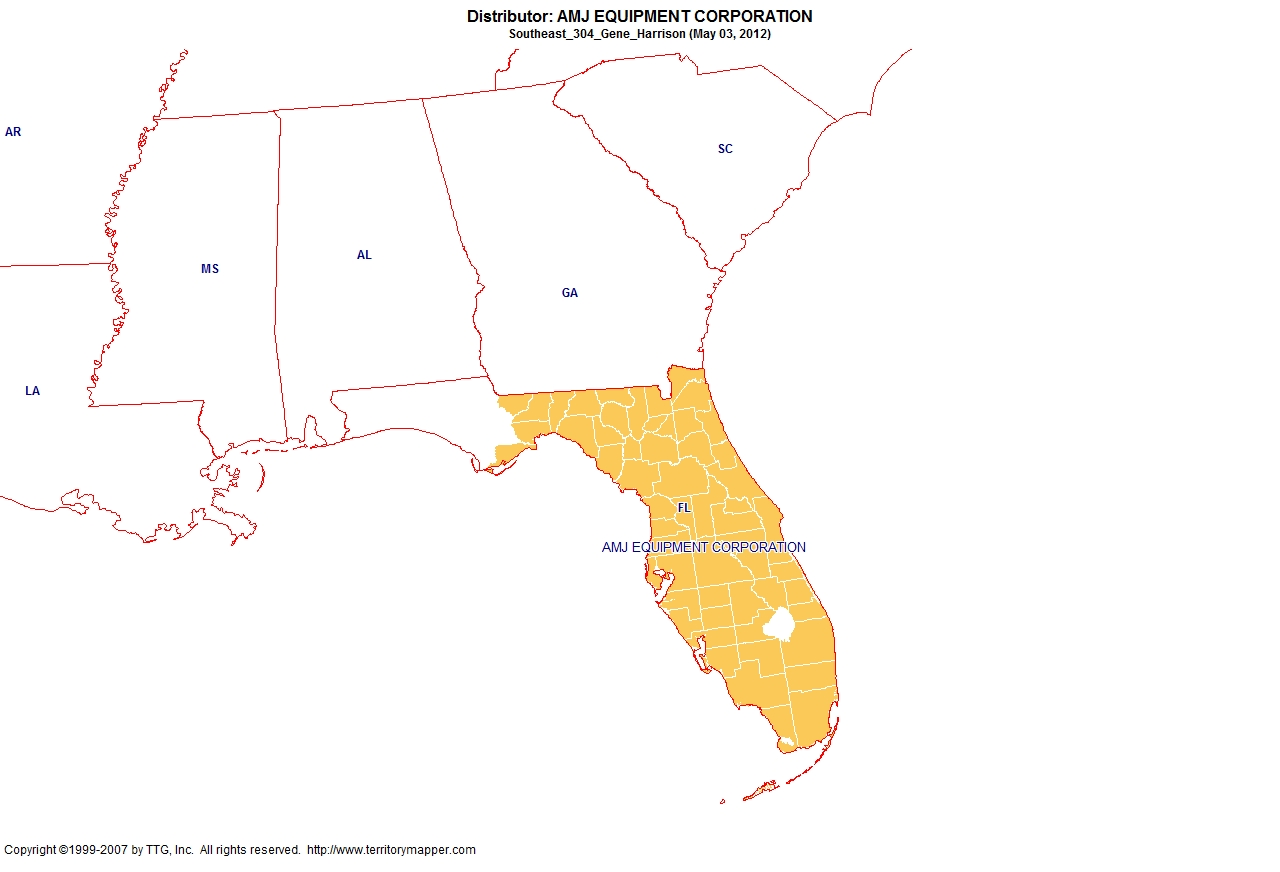 Distributor: AMJ EQUIPMENT CORPORATION
Southeast_304_Gene_Harrison (May 03, 2012)
AR
SC
AL
MS
GA
LA
FL
AMJ EQUIPMENT CORPORATION
Copyright ©1999-2007 by TTG, Inc.  All rights reserved.  http://www.territorymapper.com